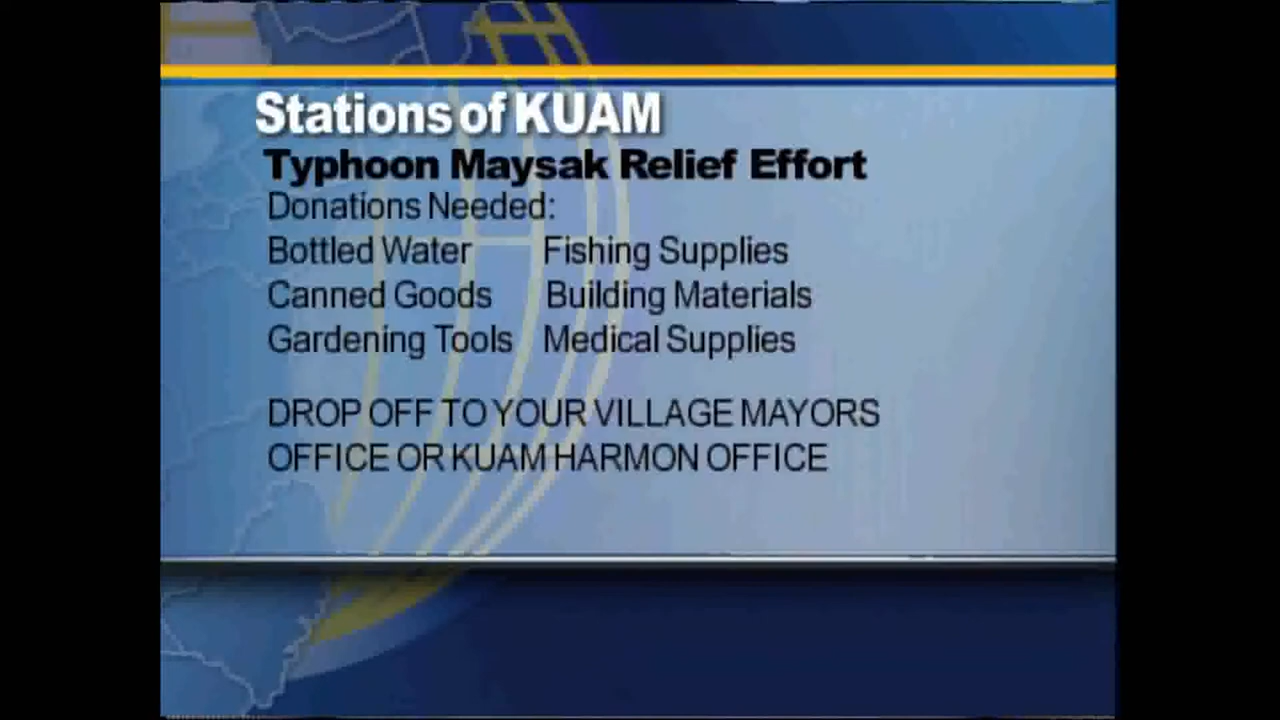 Stations of KUAM
Typhoon Maysak Relief Effort
Donations Needed:
Bottled Water Fishing Supplies
Canned Goods Building Materials
Gardening Tools Medical Supplies
DROP OFF TO YOUR VILLAGE MAYORS
OFFICE OR KUAM HARMON OFFICE